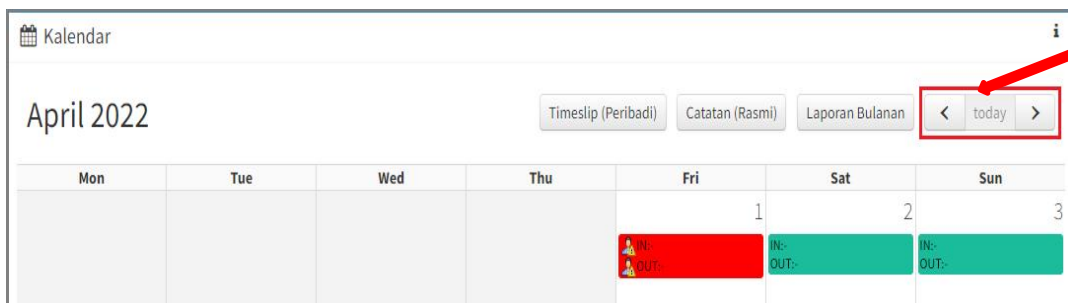 Kalendar
i
April 2022
Timeslip (Peribadi) Catatan (Rasmi) Laporan Bulanan < today >
Mon Tue Wed Thu Fri Sat Sun
1 2 3
IN:- IN:- IN:-
OUT:- OUT:- OUT:-